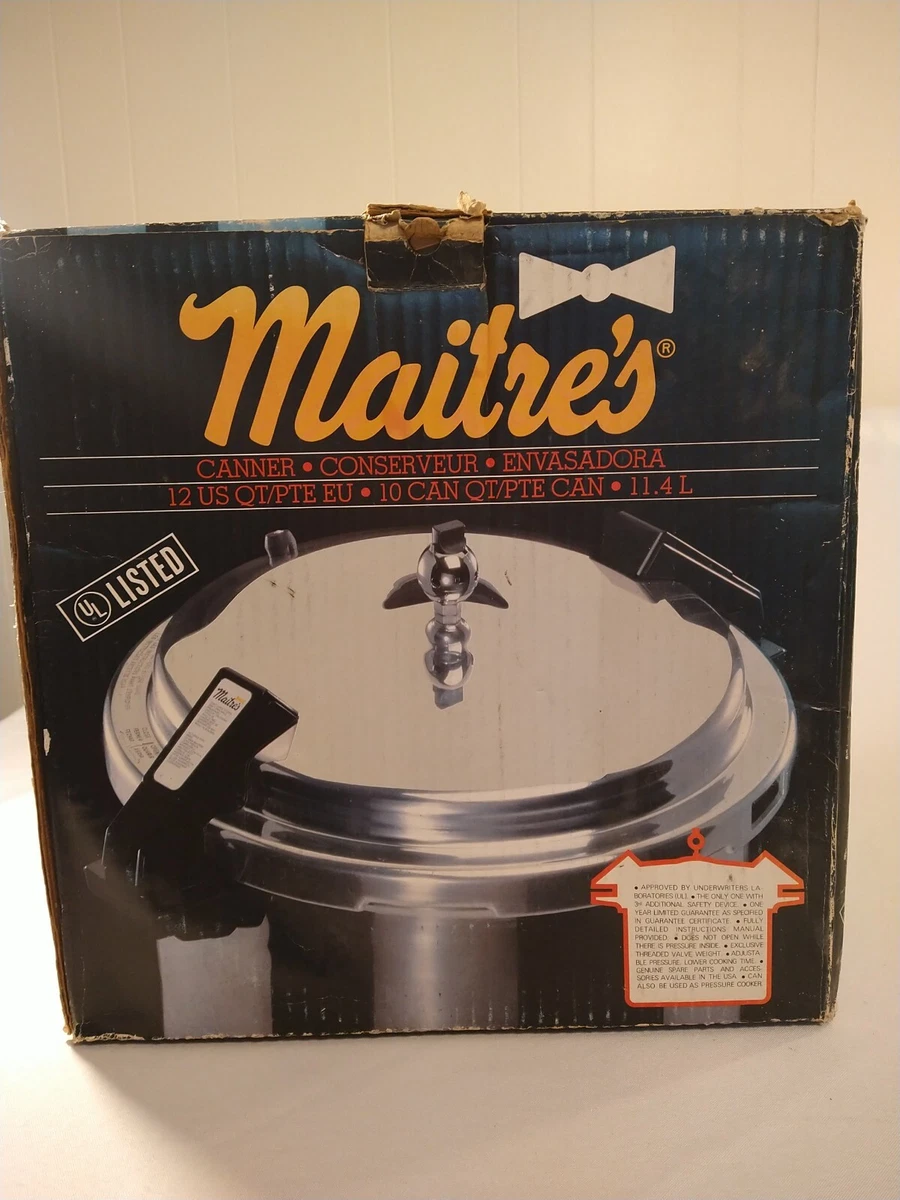 Maitre's®
CANNER • CONSERVEUR • ENVASADORA
12 US QT/PTE EU • 10 CAN QT/PTE CAN • 11.4 L
UL LISTED
Maitre's
• APPROVED BY UNDERWRITERS LA-
BORATORIES (UL). • THE ONLY ONE WITH
3rd ADDITIONAL SAFETY DEVICE. • ONE
YEAR LIMITED GUARANTEE AS SPECIFIED
IN GUARANTEE CERTIFICATE. • FULLY
DETAILED INSTRUCTIONS MANUAL
PROVIDED. • DOES NOT OPEN WHILE
THERE IS PRESSURE INSIDE. • EXCLUSIVE
THREADED VALVE WEIGHT. • ADJUSTA-
BLE PRESSURE. LOWER COOKING TIME. •
GENUINE SPARE PARTS AND ACCES-
SORIES AVAILABLE IN THE USA. • CAN
ALSO BE USED AS PRESSURE COOKER.